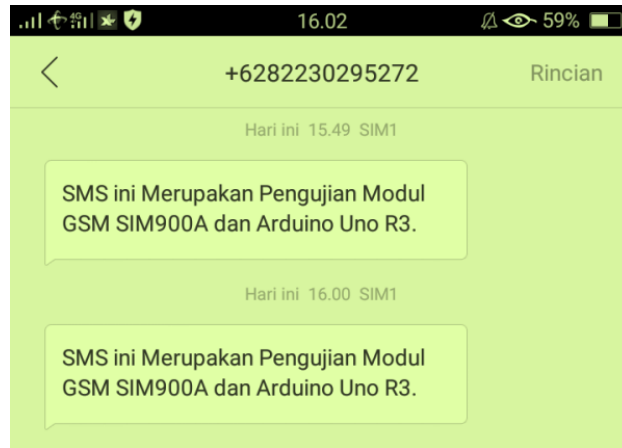 16.02 59%
+6282230295272 Rincian
Hari ini 15.49 SIM1
SMS ini Merupakan Pengujian Modul
GSM SIM900A dan Arduino Uno R3.
Hari ini 16.00 SIM1
SMS ini Merupakan Pengujian Modul
GSM SIM900A dan Arduino Uno R3.